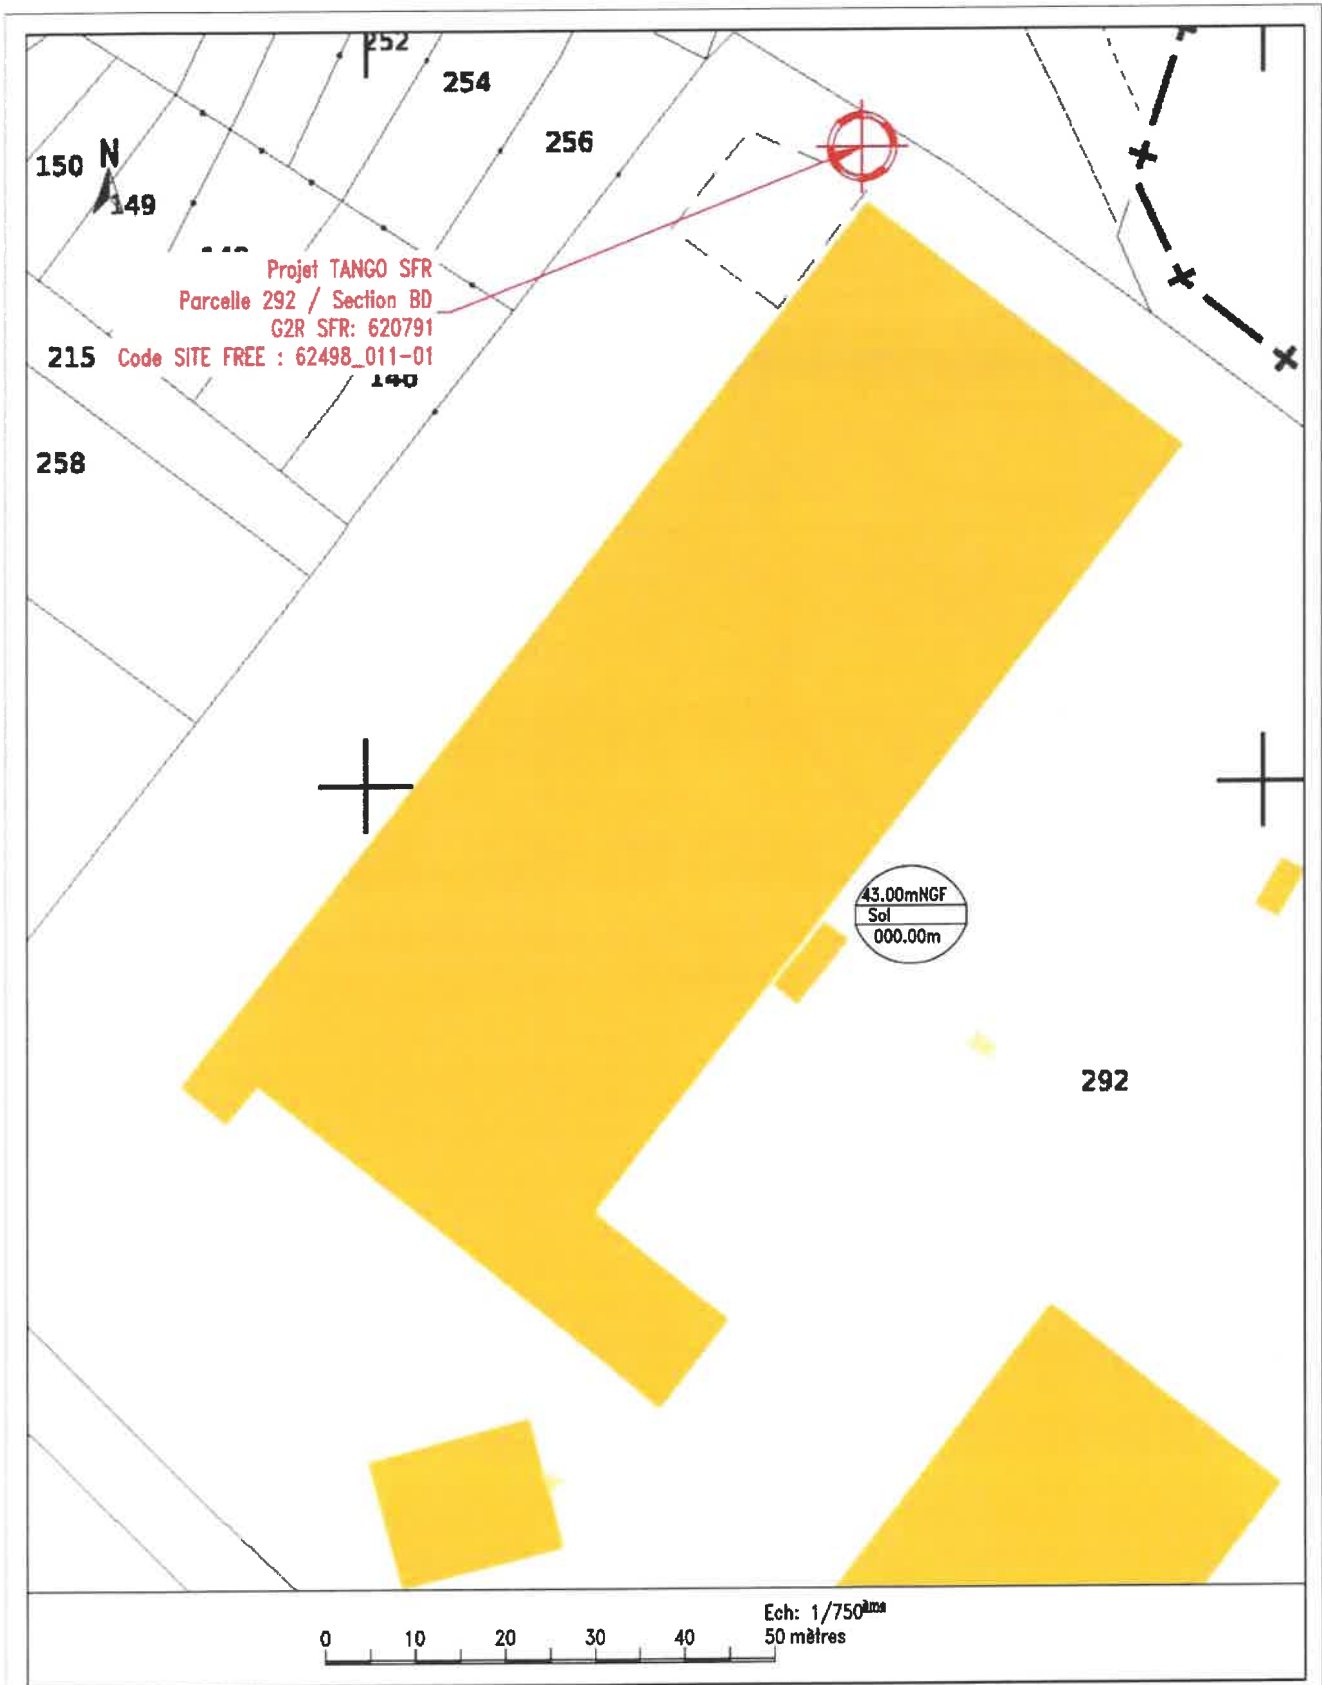 252
254
256
150
N
149
Projet TANGO SFR
Parcelle 292 / Section BD
G2R SFR: 620791
Code SITE FREE : 62498_011-01
215
146
258
43.00mNGF
Sol
000.00m
292
Ech: 1/750ème
0 10 20 30 40 50 mètres